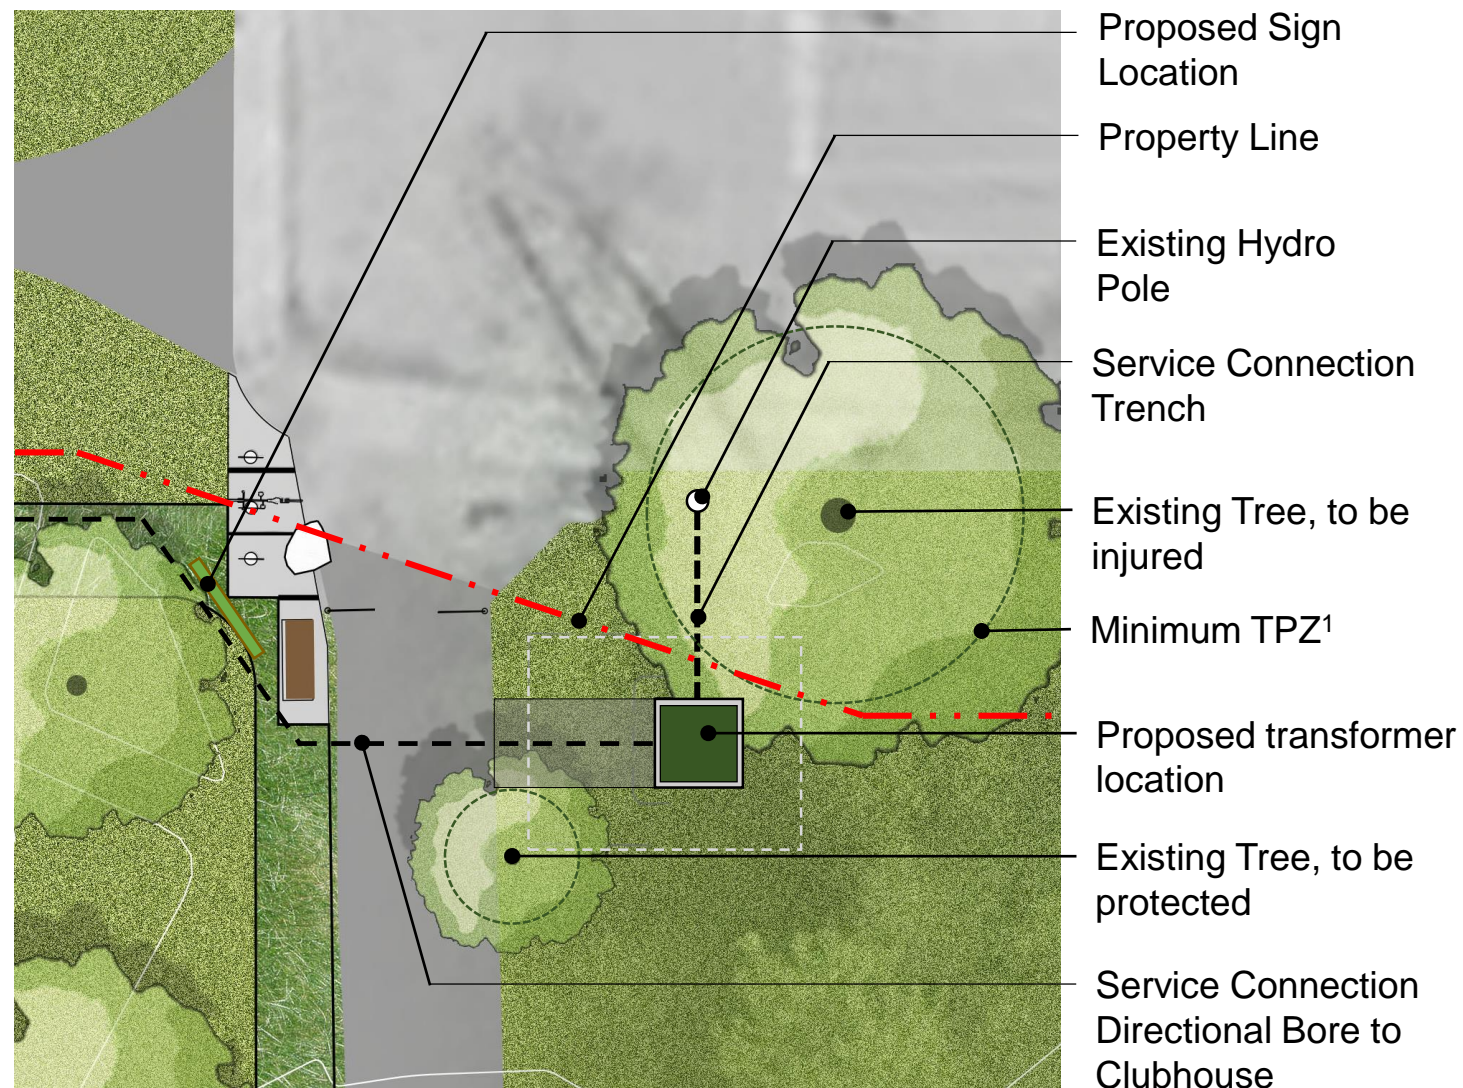 Proposed Sign
Location
Property Line
Existing Hydro
Pole
Service Connection
Trench
Existing Tree, to be
injured
Minimum TPZ¹
Proposed transformer
location
Existing Tree, to be
protected
Service Connection
Directional Bore to
Clubhouse